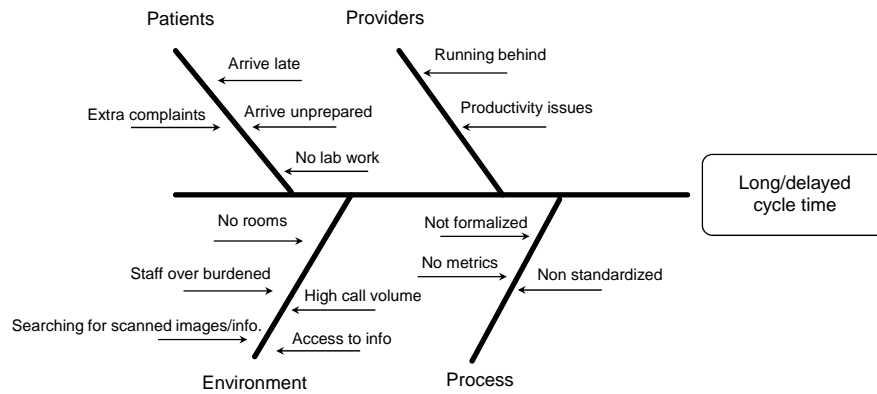 Patients
Providers
Arrive late
Running behind
Extra complaints
Arrive unprepared
Productivity issues
No lab work
Long/delayed
cycle time
No rooms
Not formalized
Staff over burdened
No metrics
Non standardized
High call volume
Searching for scanned images/info.
Access to info
Environment
Process